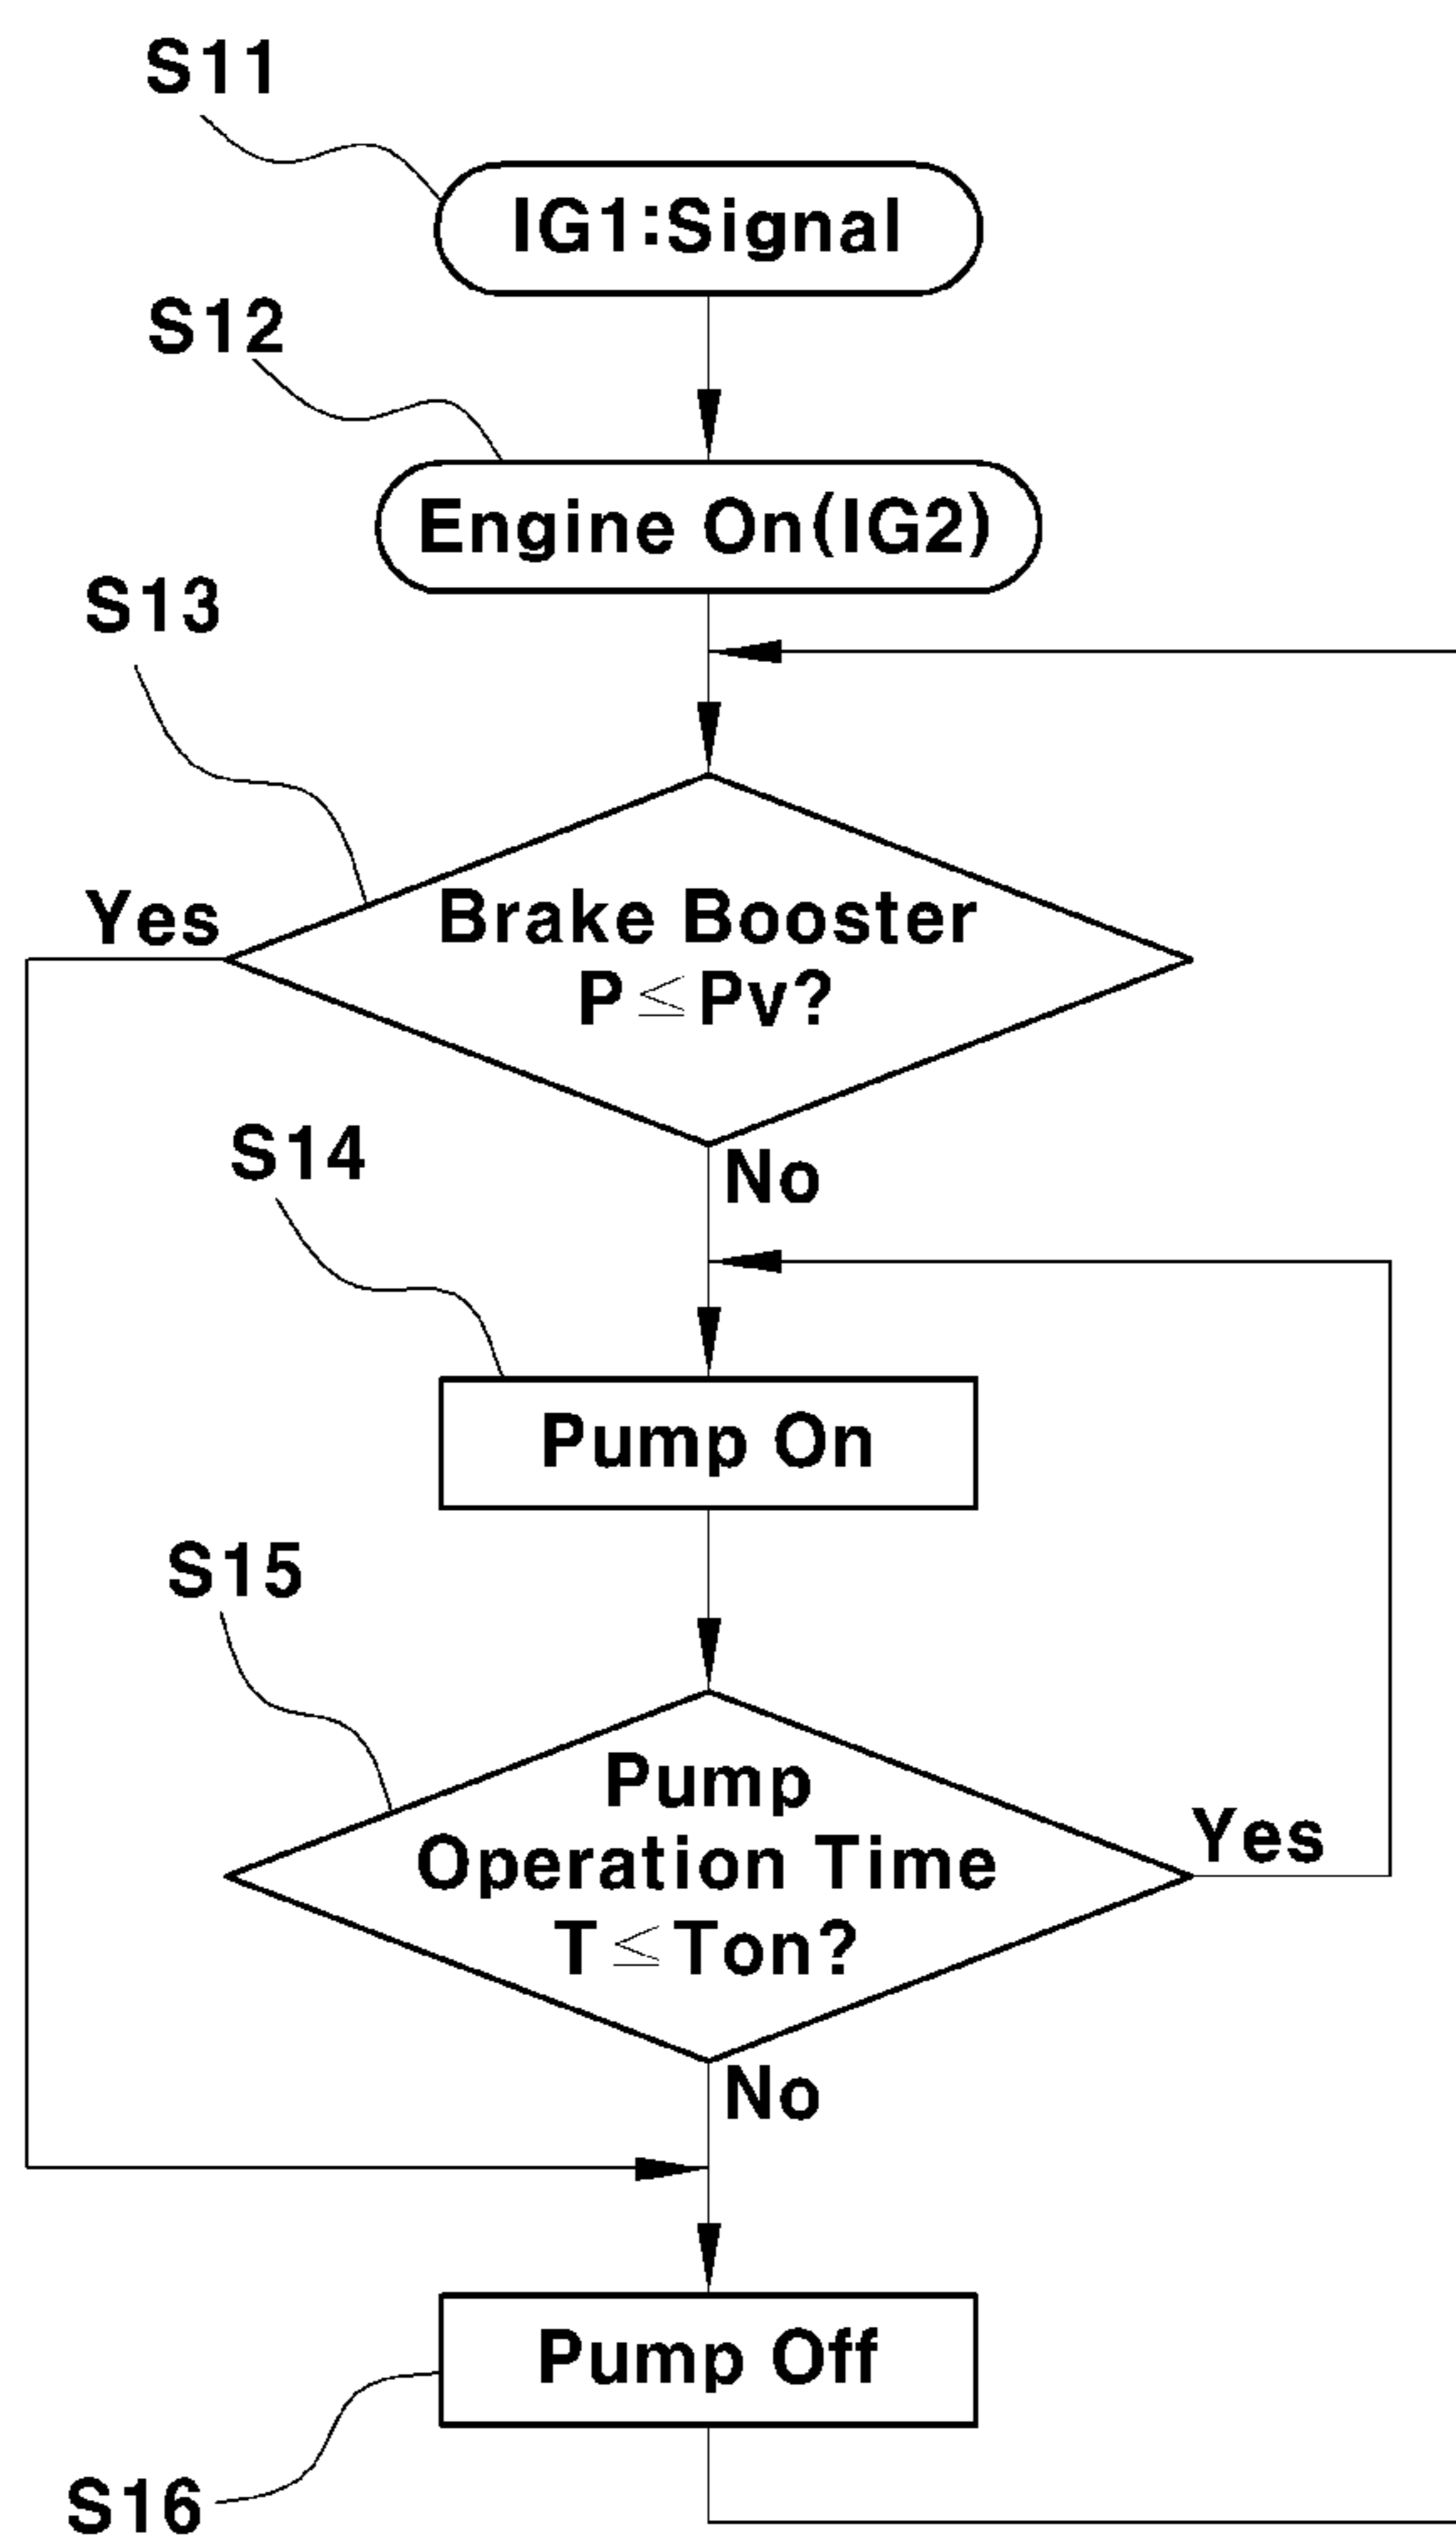 S11
IG1:Signal
S12
Engine On(IG2)
S13
Yes
Brake Booster
P≦Pv?
No
S14
Pump On
S15
Pump
Operation Time
T≦Ton?
Yes
No
Pump Off
S16